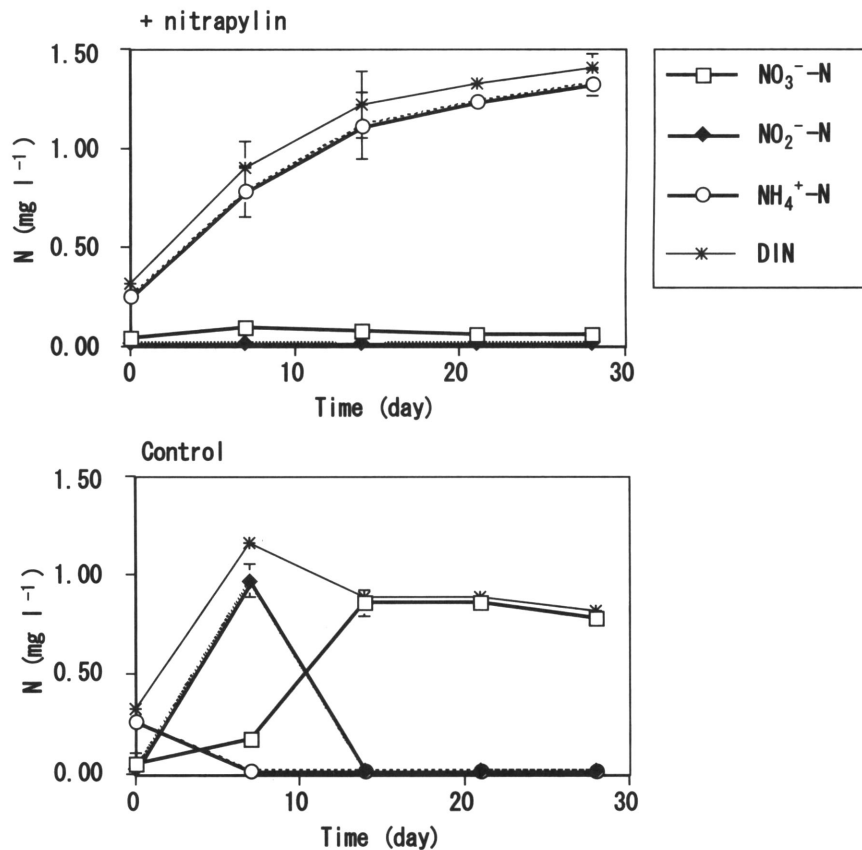 + nitrapylin
1.50
1.00
0.50
0.00
N (mg l⁻¹)
0
10
20
30
Time (day)
NO₃⁻-N
NO₂⁻-N
NH₄⁺-N
DIN
Control
1.50
1.00
0.50
0.00
N (mg l⁻¹)
0
10
20
30
Time (day)